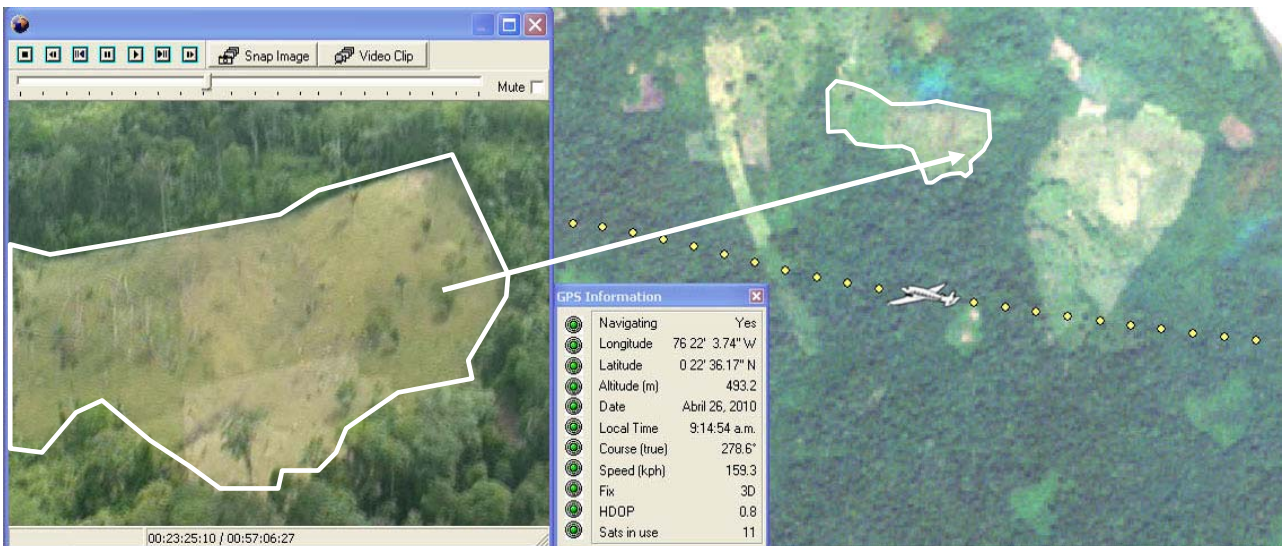 Snap Image Video Clip
Mute
GPS Information
Navigating Yes
Longitude 76 22' 3.74" W
Latitude 0 22' 36.17" N
Altitude (m) 493.2
Date Abril 26, 2010
Local Time 9:14:54 a.m.
Course (true) 278.6°
Speed (kph) 159.3
Fix 3D
HDOP 0.8
Sats in use 11
00:23:25:10 / 00:57:06:27